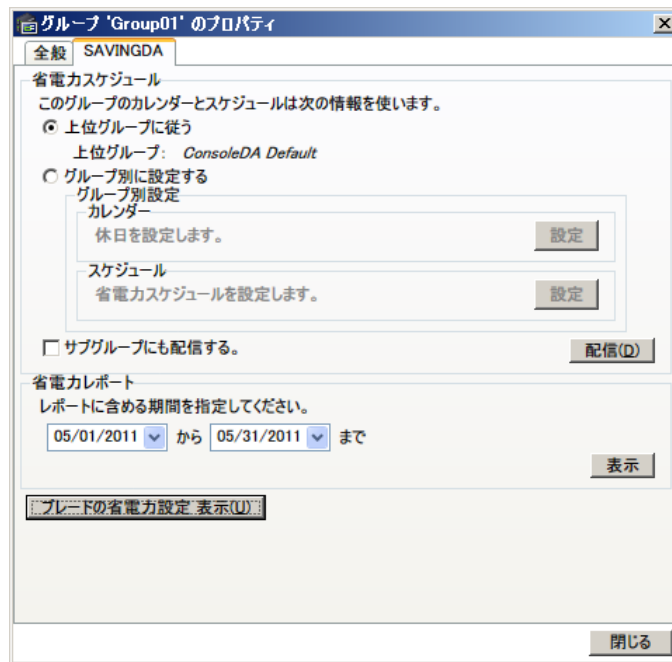 グループ 'Group01' のプロパティ
全般
SAVINGDA
省電力スケジュール
このグループのカレンダーとスケジュールは次の情報を使います。
上位グループに従う
上位グループ： ConsoleDA Default
グループ別に設定する
グループ別設定
カレンダー
休日を設定します。
設定
スケジュール
省電力スケジュールを設定します。
設定
サブグループにも配信する。
配信(D)
省電力レポート
レポートに含める期間を指定してください。
05/01/2011 から 05/31/2011 まで
表示
ブレードの省電力設定 表示(U)
閉じる